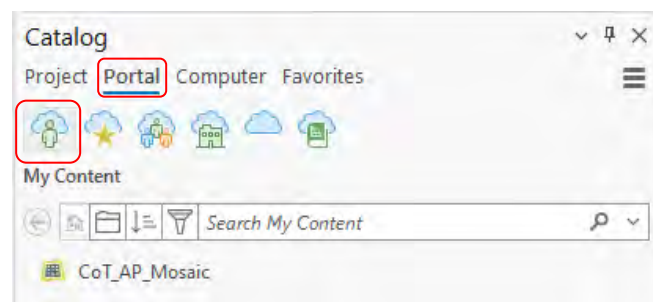 Catalog
Project Portal Computer Favorites
My Content
Search My Content
CoT_AP_Mosaic